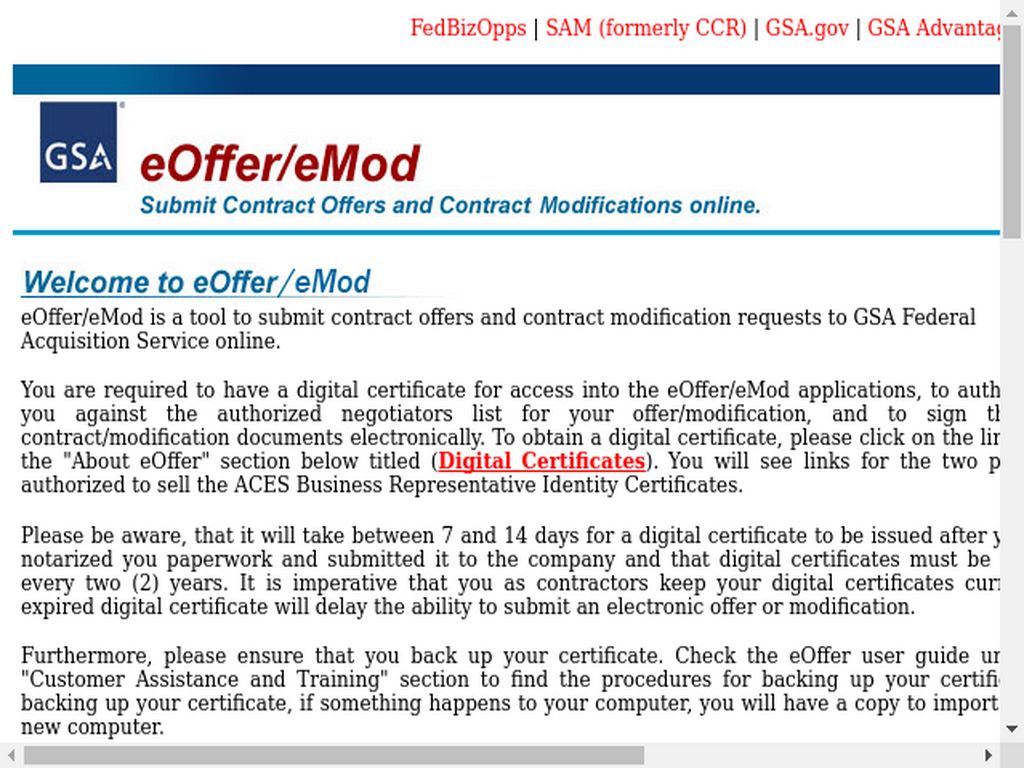 FedBizOpps | SAM (formerly CCR) | GSA.gov | GSA
GSA
eOffer/eMod
Submit Contract Offers and Contract Modifications online.
Welcome to eOffer/eMod
eOffer/eMod is a tool to submit contract offers and contract modification requests to GSA Federal
Acquisition Service online.
You are required to have a digital certificate for access into the eOffer/eMod applications, to
you against the authorized negotiators list for your offer/modification, and to sign
contract/modification documents electronically. To obtain a digital certificate, please click on the
the "About eOffer" section below titled (Digital Certificates). You will see links for the two
authorized to sell the ACES Business Representative Identity Certificates.
Please be aware, that it will take between 7 and 14 days for a digital certificate to be issued after
notarized you paperwork and submitted it to the company and that digital certificates must be
every two (2) years. It is imperative that you as contractors keep your digital certificates
expired digital certificate will delay the ability to submit an electronic offer or modification.
Furthermore, please ensure that you back up your certificate. Check the eOffer user guide
"Customer Assistance and Training" section to find the procedures for backing up your
backing up your certificate, if something happens to your computer, you will have a copy to import
new computer.